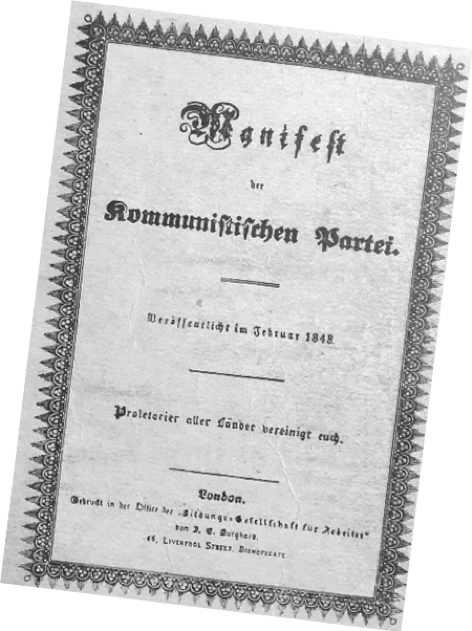 Manifest
der
Kommunistischen Partei.
Veröffentlicht im Februar 1848.
Proletarier aller Länder vereinigt euch.
London.
Gedruckt in der Office der „Bildungs-Gesellschaft für Arbeiter“
von J. E. Burghard.
46, LIVERPOOL STREET, BISHOPSGATE.